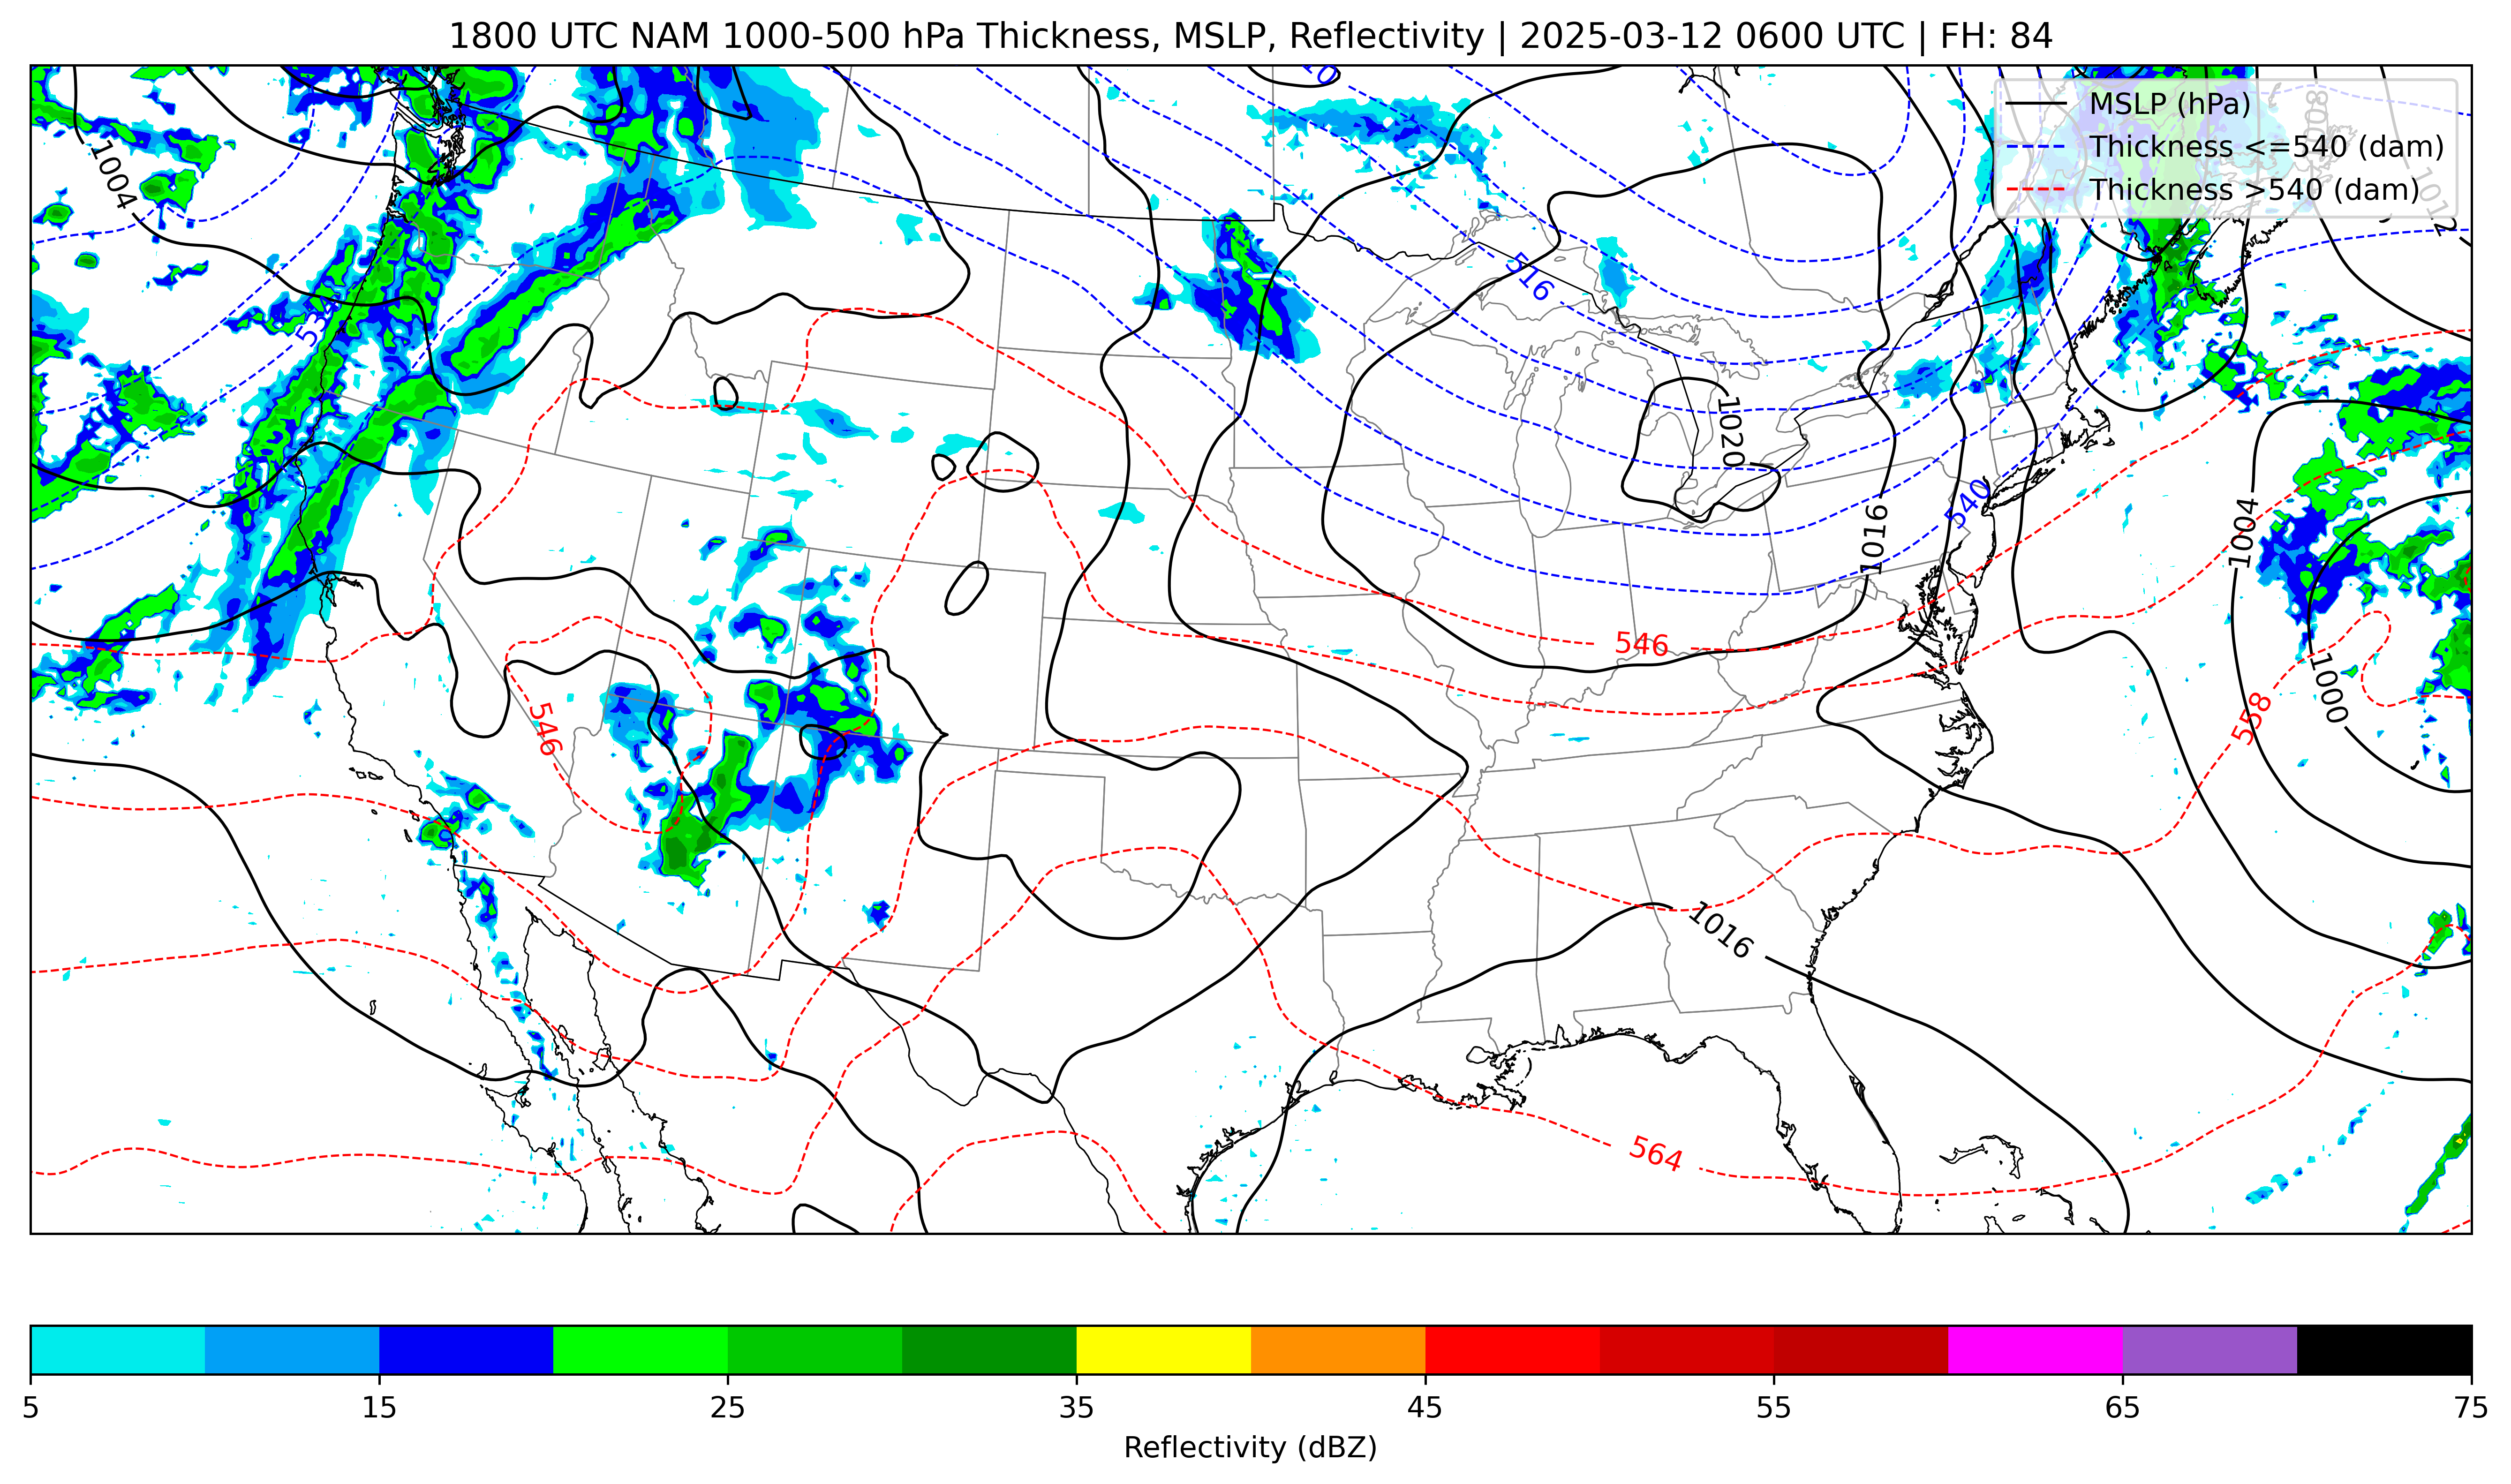 1800 UTC NAM 1000-500 hPa Thickness, MSLP, Reflectivity | 2025-03-12 0600 UTC | FH: 84
MSLP (hPa)
Thickness <=540 (dam)
Thickness >540 (dam)
1004
1012
516
534
1020
540
1016
1004
546
1000
558
546
1016
564
5 15 25 35 45 55 65 75
Reflectivity (dBZ)